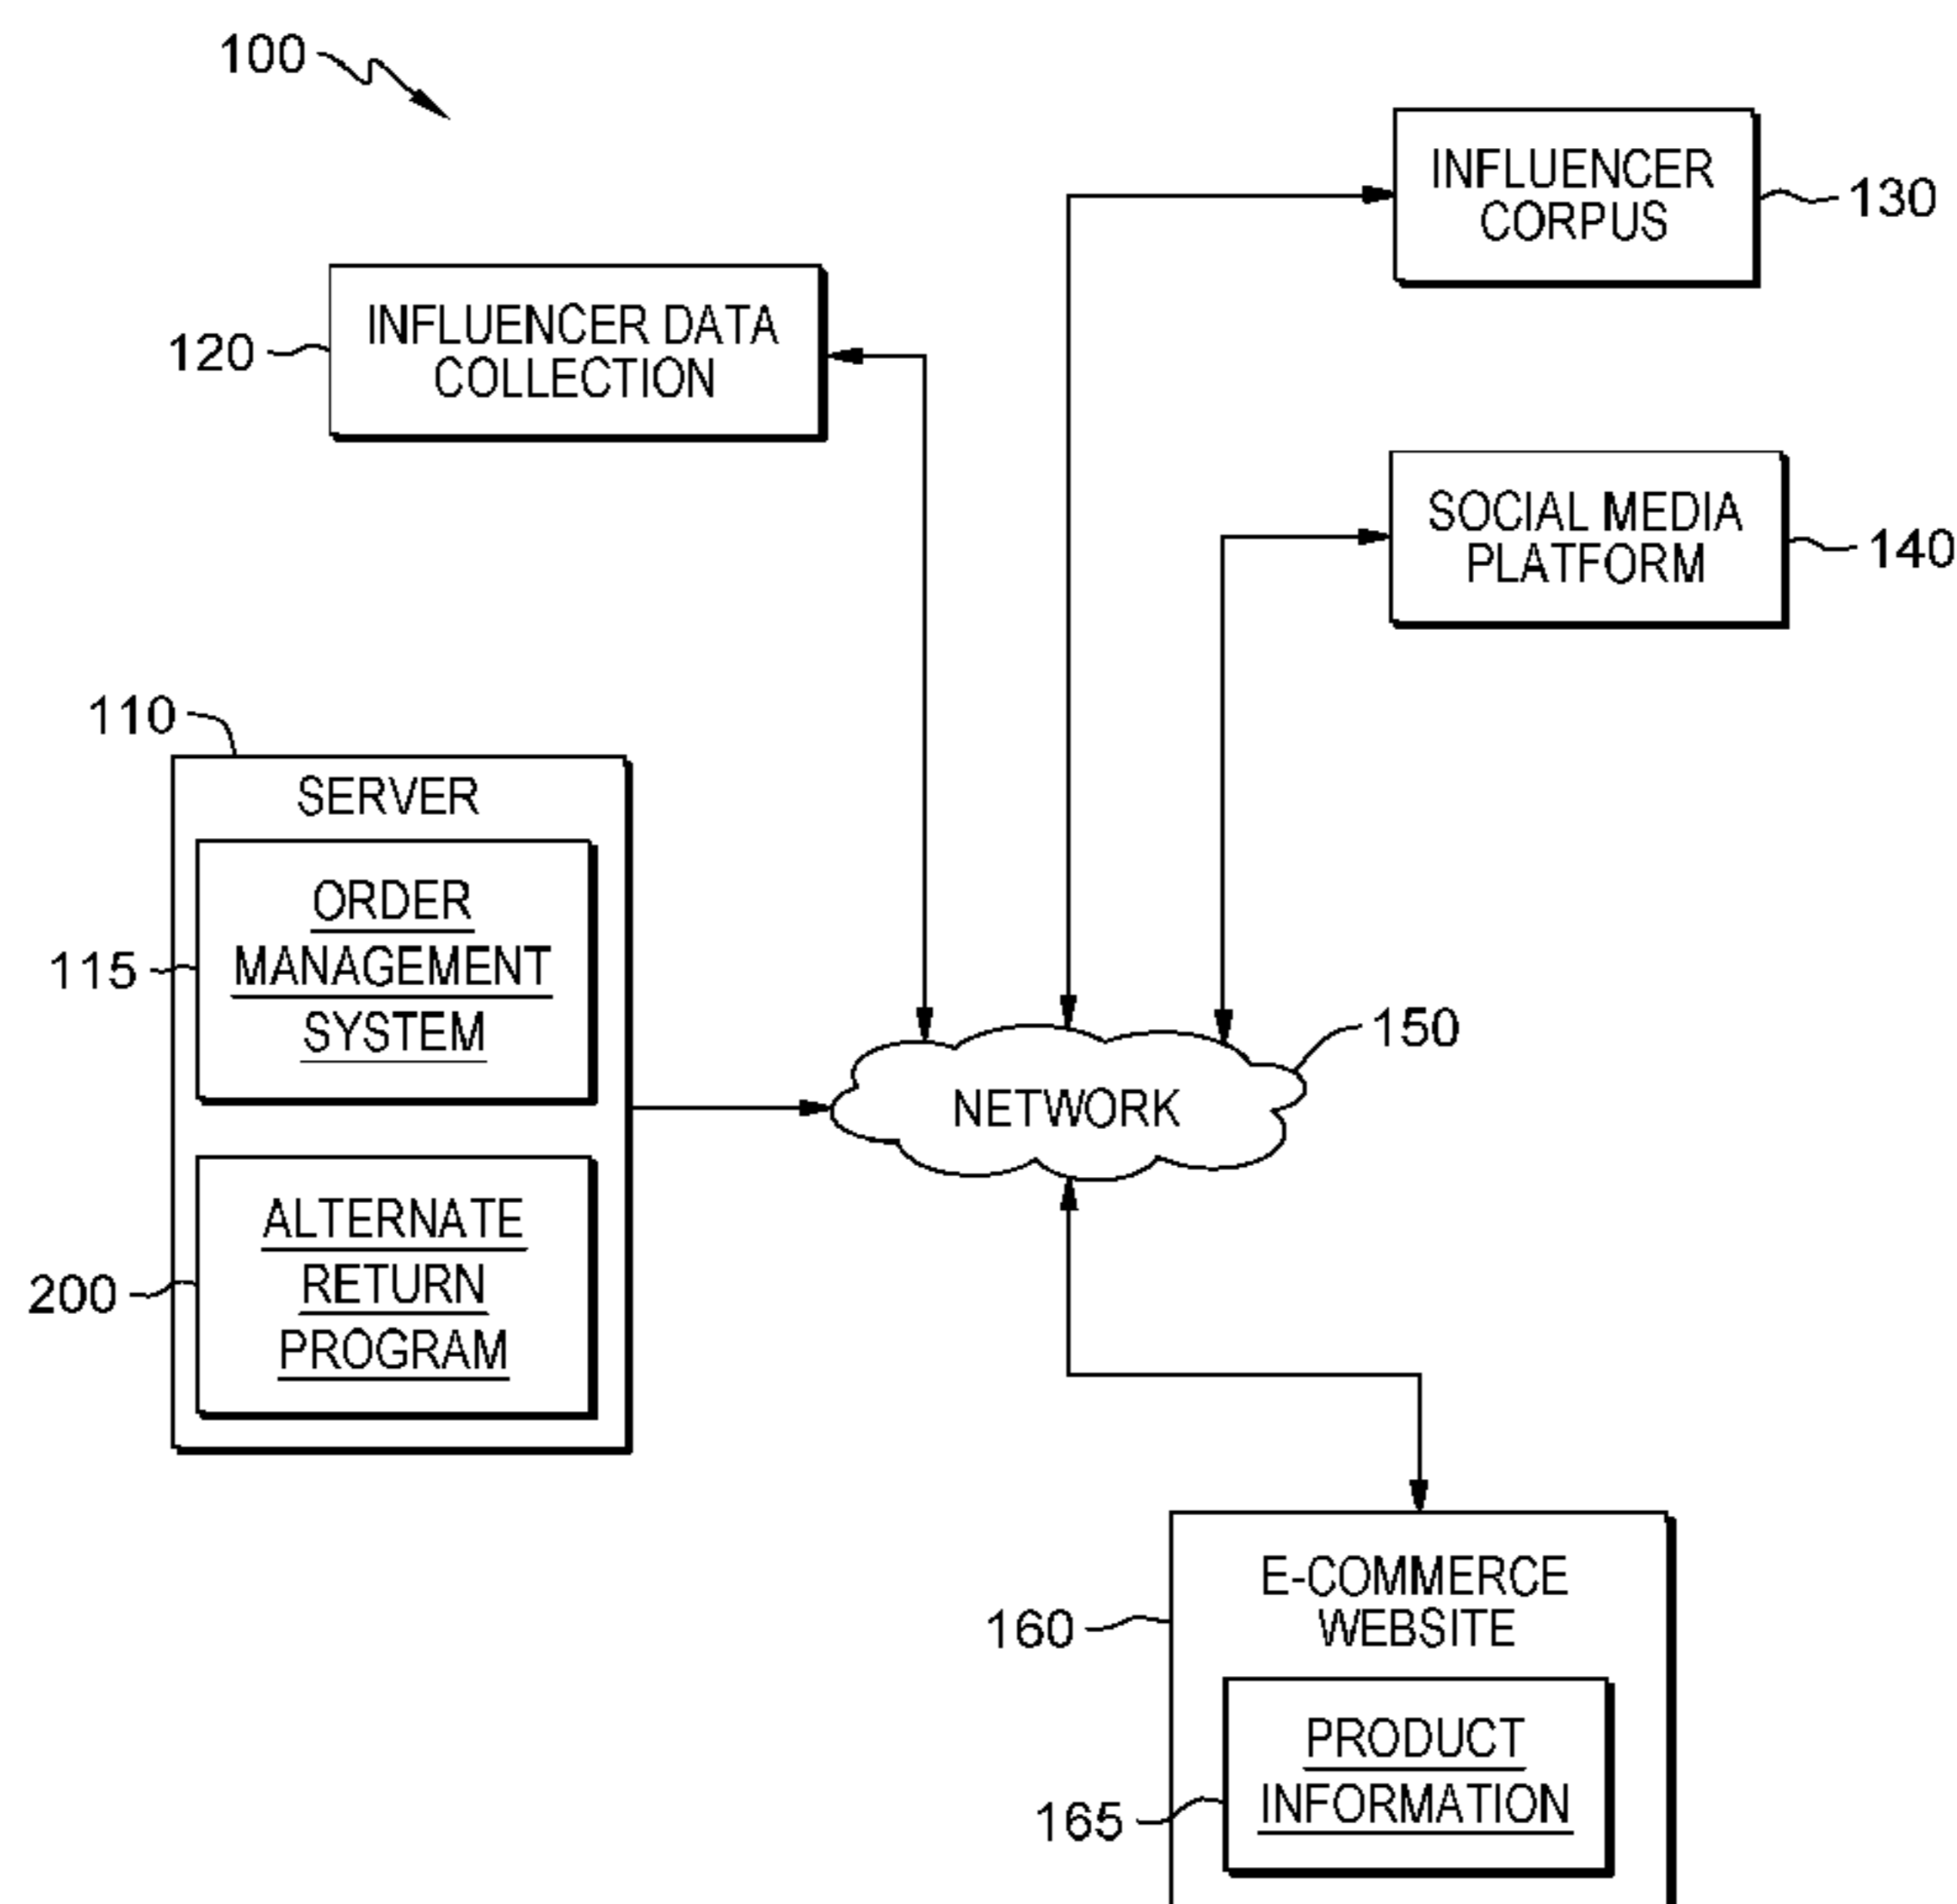 100
INFLUENCER
CORPUS
130
INFLUENCER DATA
COLLECTION
120
SOCIAL MEDIA
PLATFORM
140
110
SERVER
ORDER
MANAGEMENT
SYSTEM
115
150
NETWORK
ALTERNATE
RETURN
PROGRAM
200
E-COMMERCE
WEBSITE
160
PRODUCT
INFORMATION
165